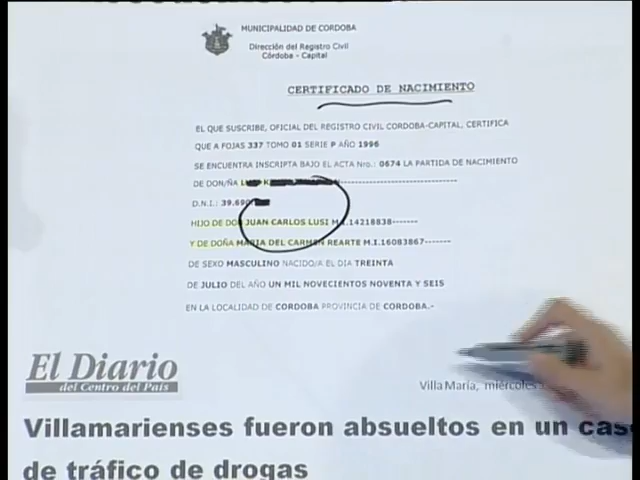 MUNICIPALIDAD DE CORDOBA
Dirección del Registro Civil
Córdoba - Capital
CERTIFICADO DE NACIMIENTO
EL QUE SUSCRIBE, OFICIAL DEL REGISTRO CIVIL CORDOBA-CAPITAL, CERTIFICA
QUE A FOJAS 337 TOMO 01 SERIE P AÑO 1996
SE ENCUENTRA INSCRIPTA BAJO EL ACTA Nro.: 0674 LA PARTIDA DE NACIMIENTO
DE DON/ÑA
D.N.I.: 39.690
HIJO DE DON JUAN CARLOS LUSI M.I.14218838-------
Y DE DOÑA MARIA DEL CARMEN REARTE M.I.16083867-------
DE SEXO MASCULINO NACIDO/A EL DIA TREINTA
DE JULIO DEL AÑO UN MIL NOVECIENTOS NOVENTA Y SEIS
EN LA LOCALIDAD DE CORDOBA PROVINCIA DE CORDOBA.-
El Diario
del Centro del País
Villa María, miércoles
Villamarienses fueron absueltos en un caso
de tráfico de drogas